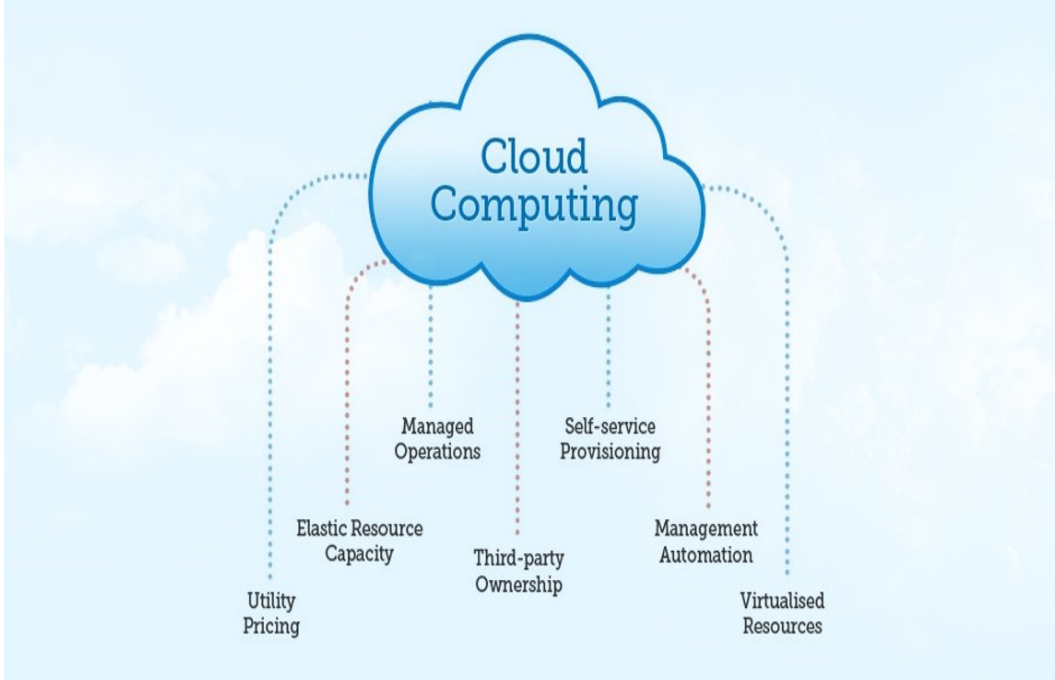 Cloud
Computing
Managed
Operations
Self-service
Provisioning
Elastic Resource
Capacity
Third-party
Ownership
Management
Automation
Utility
Pricing
Virtualised
Resources